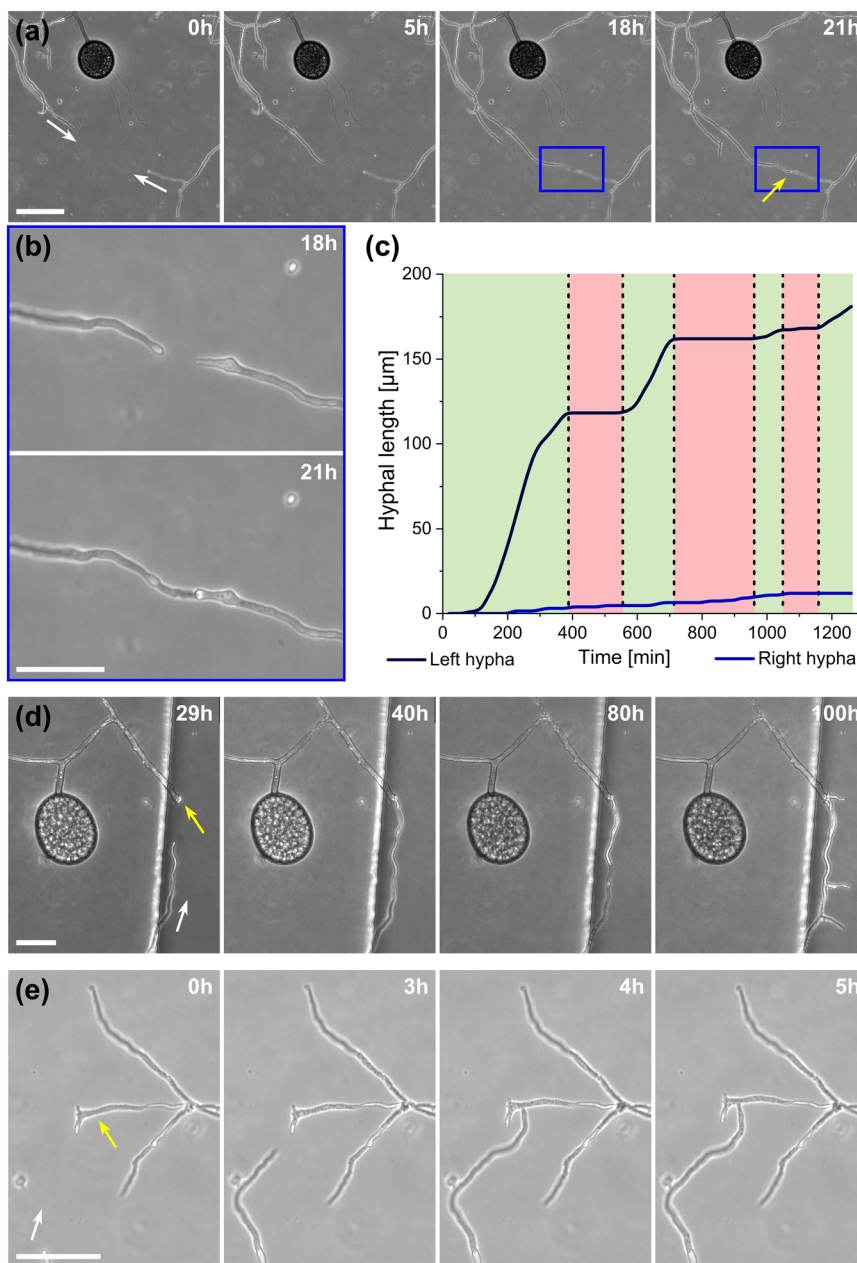 (a) 0h 5h 18h 21h
(b) 18h
21h
(c)
Hyphal length [µm]
200
150
100
50
0
0 200 400 600 800 1000 1200
Left hypha Time [min] Right hypha
(d) 29h 40h 80h 100h
(e) 0h 3h 4h 5h